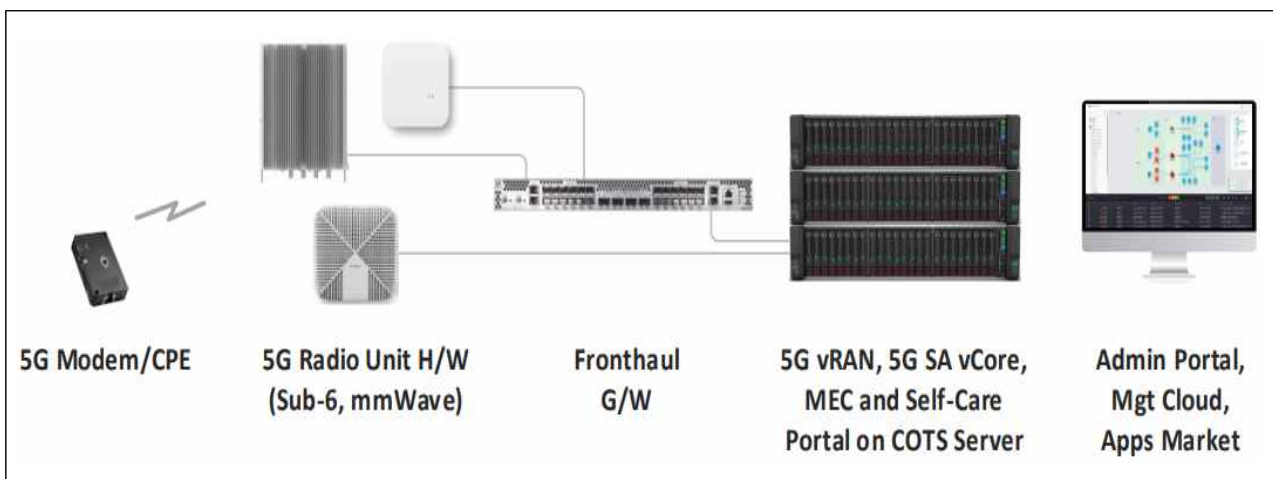 5G Modem/CPE
5G Radio Unit H/W
(Sub-6, mmWave)
Fronthaul
G/W
5G vRAN, 5G SA vCore,
MEC and Self-Care
Portal on COTS Server
Admin Portal,
Mgt Cloud,
Apps Market